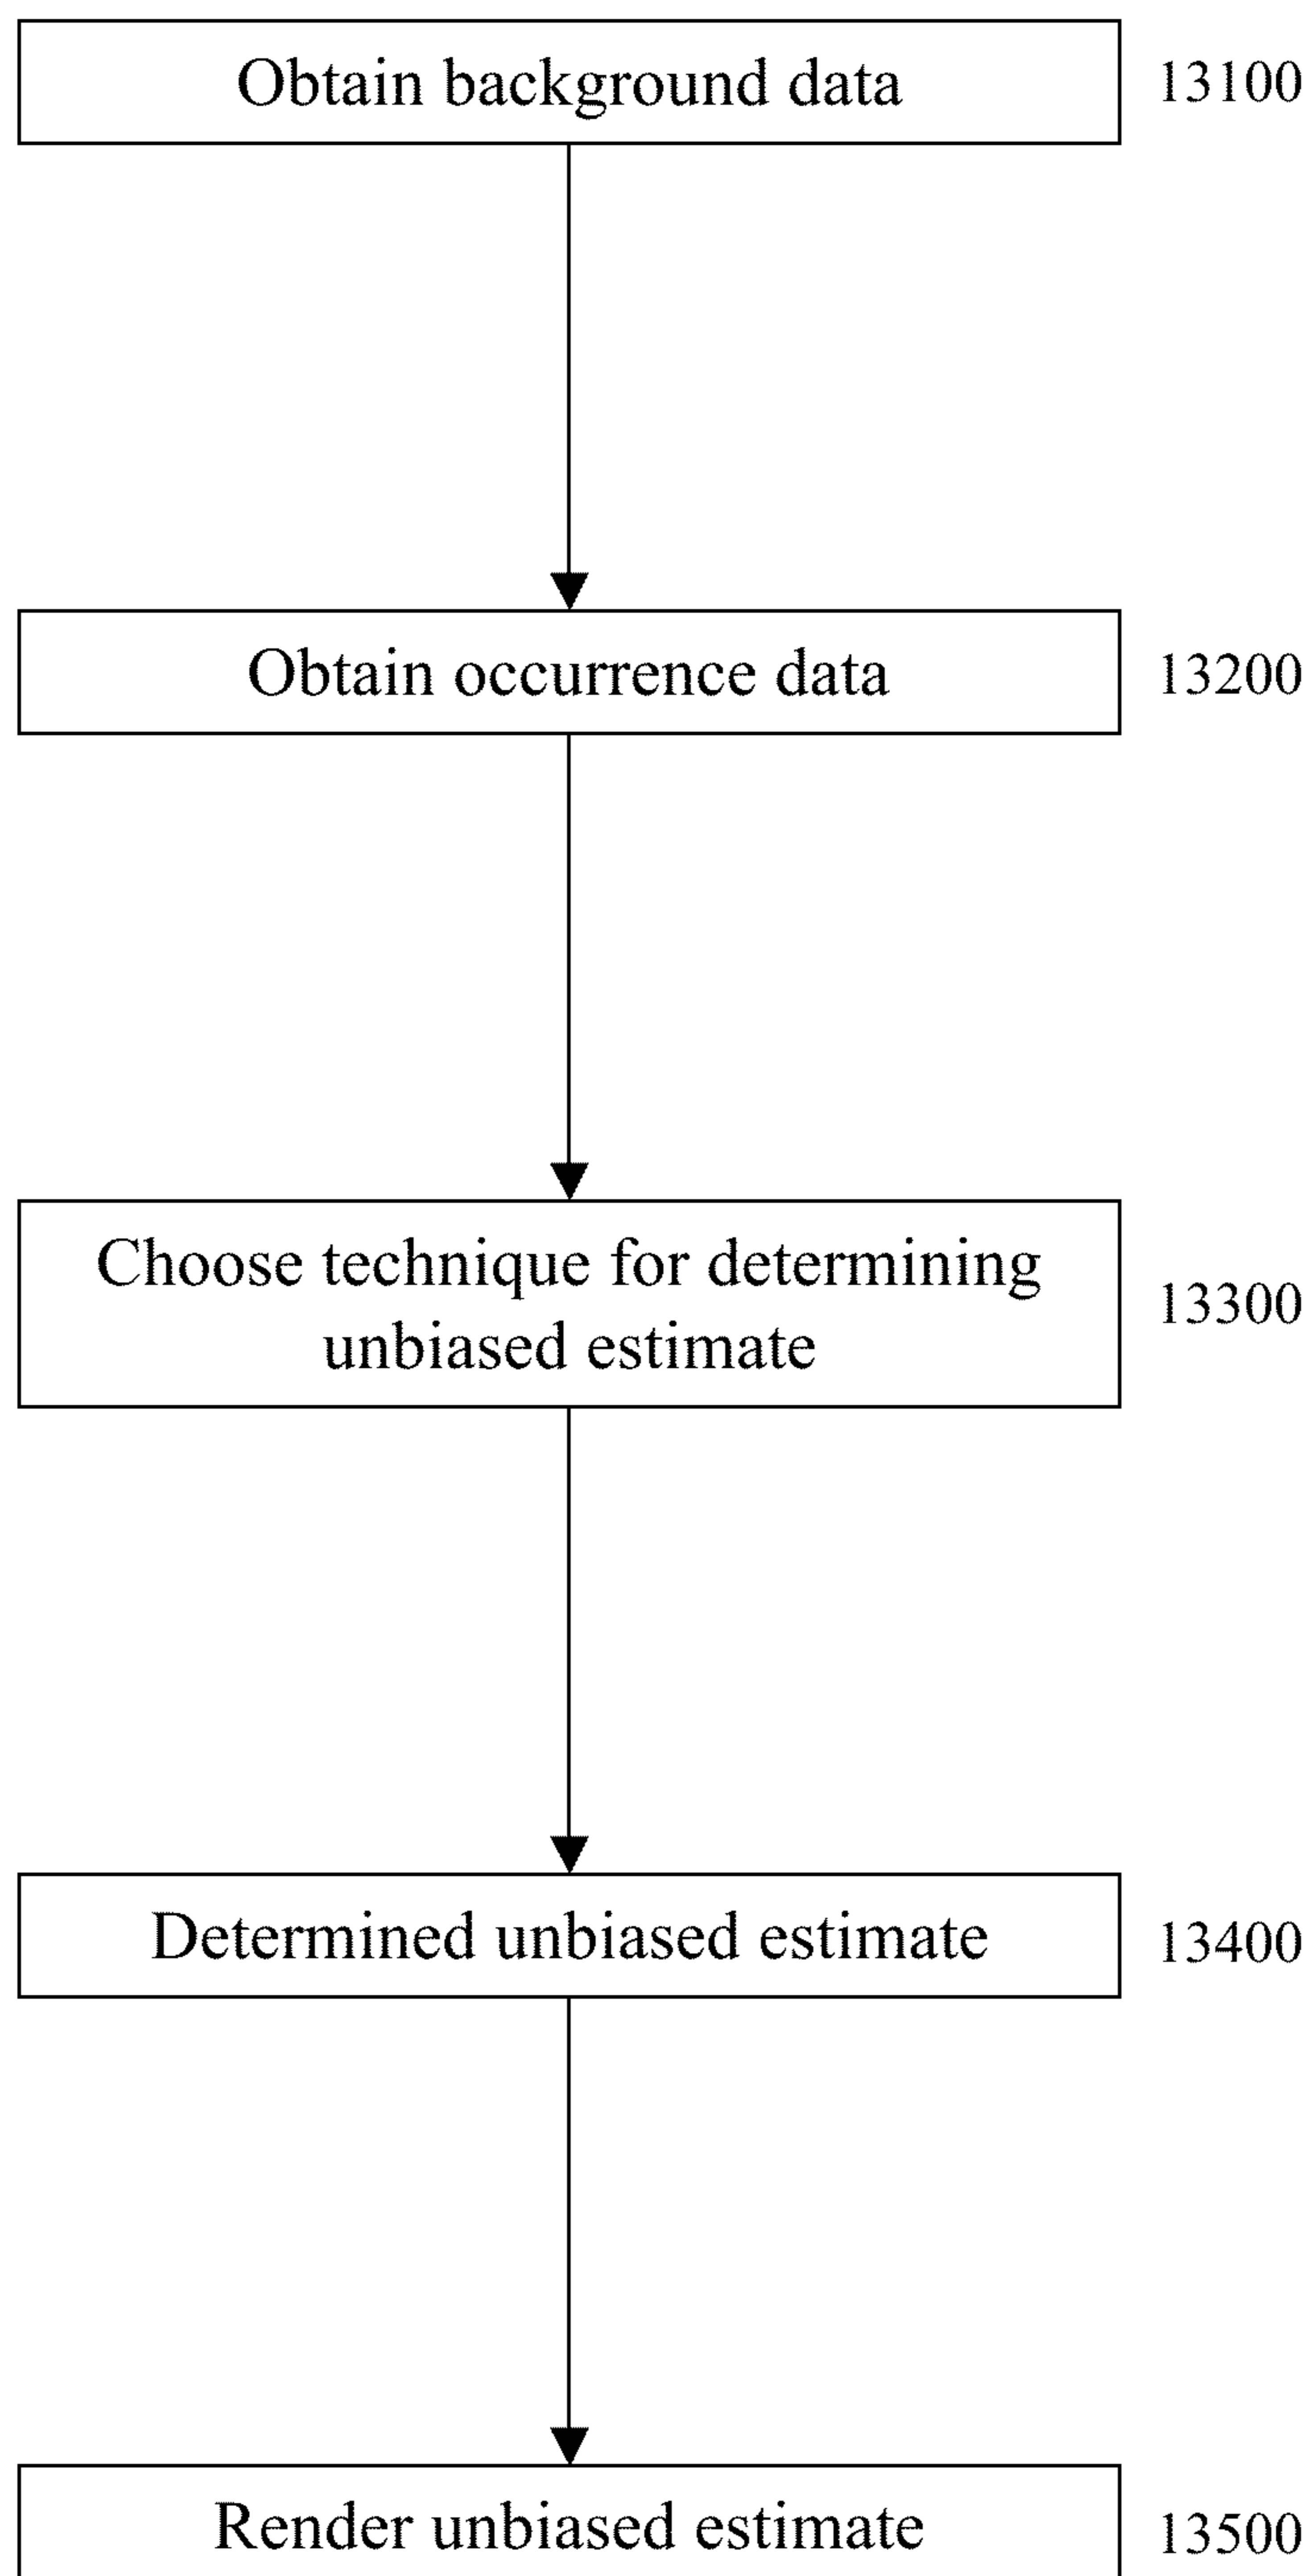 Obtain background data 13100
Obtain occurrence data 13200
Choose technique for determining
unbiased estimate
13300
Determined unbiased estimate 13400
Render unbiased estimate 13500